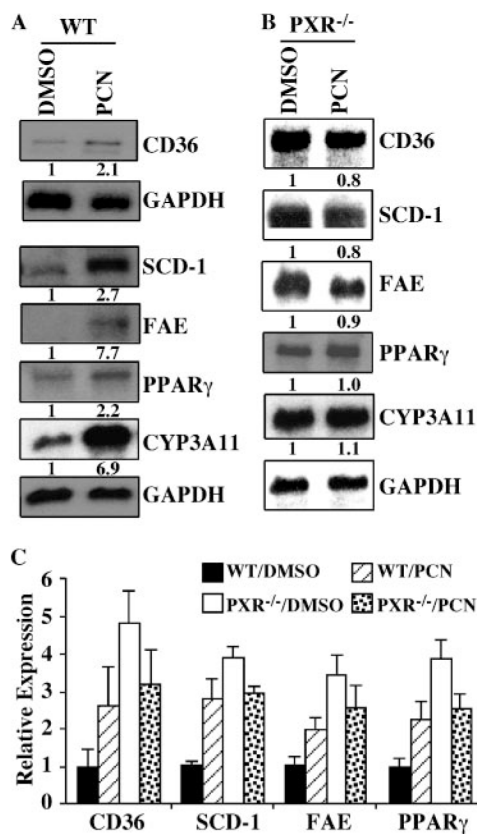 A
WT
DMSO PCN
CD36
1 2.1
GAPDH
SCD-1
1 2.7
FAE
1 7.7
PPARγ
1 2.2
CYP3A11
1 6.9
GAPDH
B
PXR-/-
DMSO PCN
CD36
1 0.8
SCD-1
1 0.8
FAE
1 0.9
PPARγ
1 1.0
CYP3A11
1 1.1
GAPDH
C
WT/DMSO WT/PCN
PXR-/-/DMSO PXR-/-/PCN
Relative Expression
6
5
4
3
2
1
0
CD36 SCD-1 FAE PPARγ